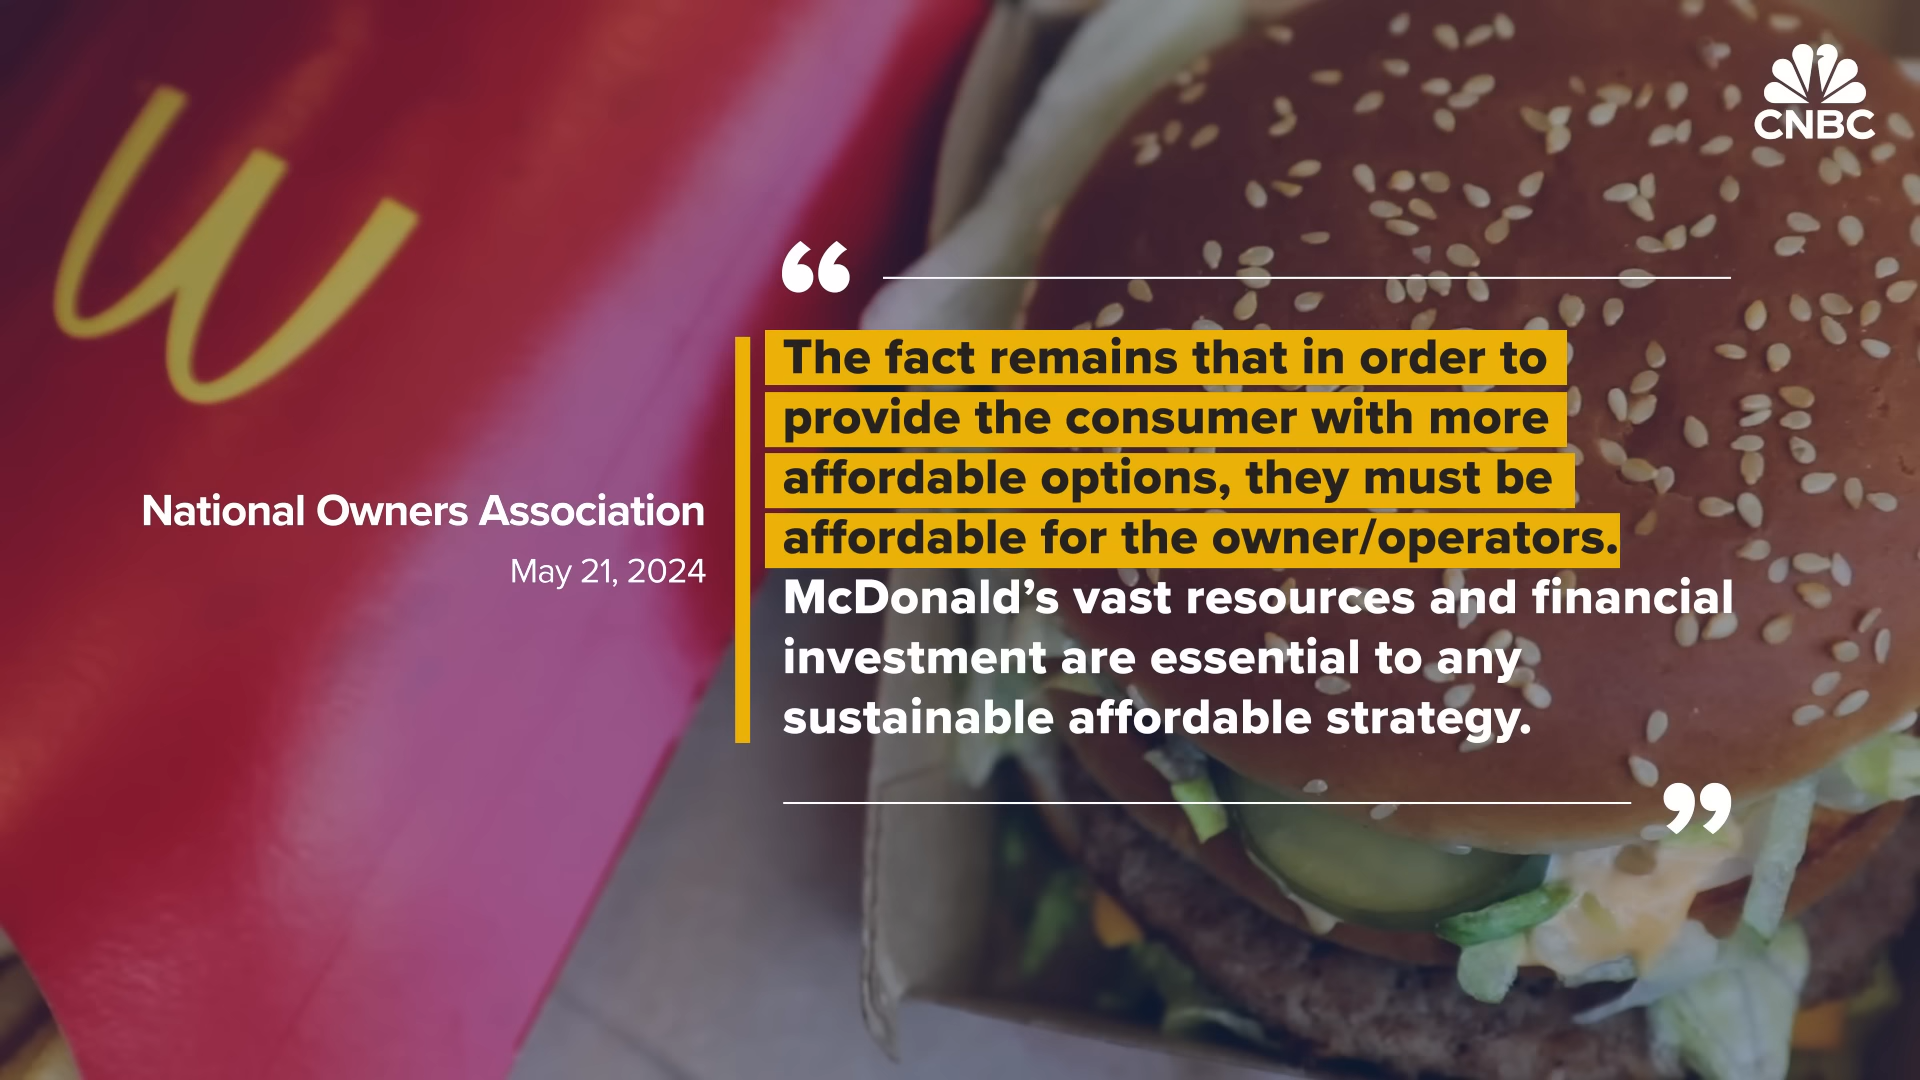 CNBC
National Owners Association
May 21, 2024
“
The fact remains that in order to
provide the consumer with more
affordable options, they must be
affordable for the owner/operators.
McDonald’s vast resources and financial
investment are essential to any
sustainable affordable strategy.
”